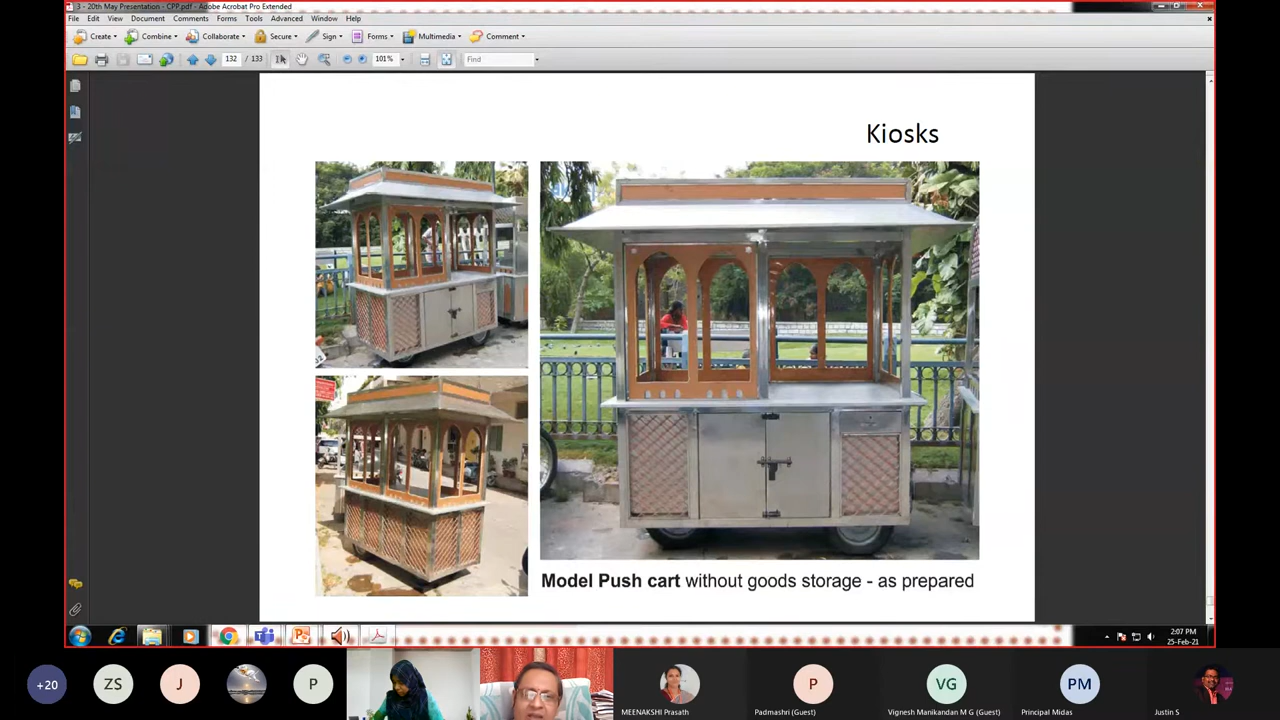 3 - 20th May Presentation - CPP.pdf - Adobe Acrobat Pro Extended
File Edit View Document Comments Forms Tools Advanced Window Help
Create Combine Collaborate Secure Sign Forms Multimedia Comment
132 / 133 101% Find
Kiosks
Model Push cart without goods storage - as prepared
2:07 PM
25-Feb-21
+20 ZS J P P VG PM
MEENAKSHI Prasath Padmashri (Guest) Vignesh Manikandan M G (Guest) Principal Midas Justin S